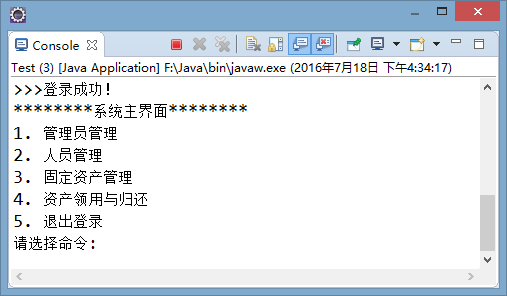 Console
Test (3) [Java Application] F:\Java\bin\javaw.exe (2016年7月18日 下午4:34:17)
>>>登录成功!
********系统主界面********
1. 管理员管理
2. 人员管理
3. 固定资产管理
4. 资产领用与归还
5. 退出登录
请选择命令: